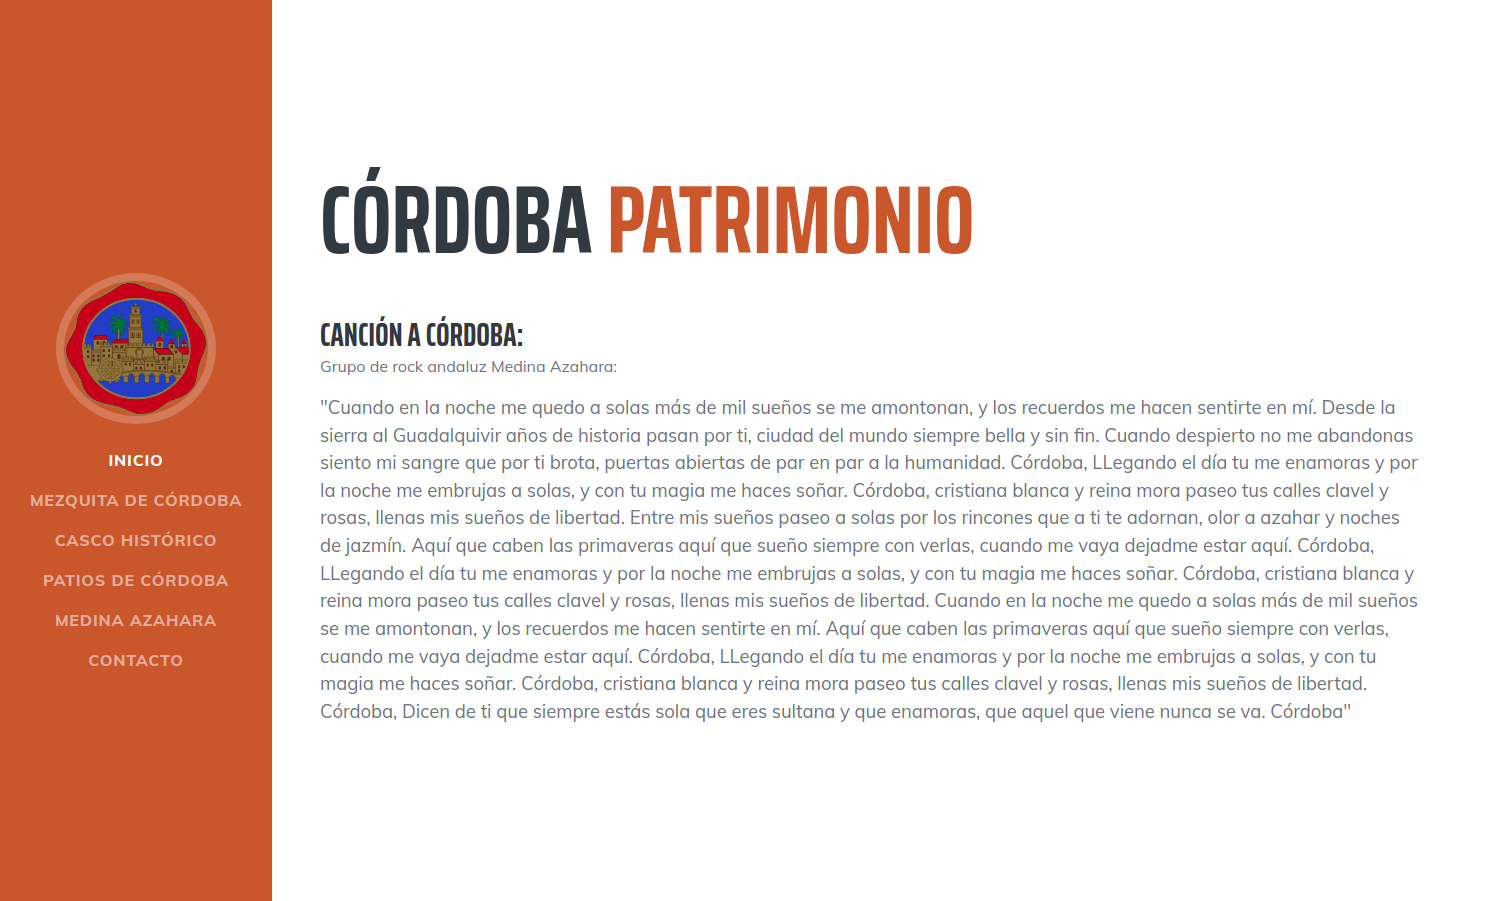 INICIO
MEZQUITA DE CÓRDOBA
CASCO HISTÓRICO
PATIOS DE CÓRDOBA
MEDINA AZAHARA
CONTACTO
CÓRDOBA PATRIMONIO
CANCIÓN A CÓRDOBA:
Grupo de rock andaluz Medina Azahara:
"Cuando en la noche me quedo a solas más de mil sueños se me amontonan, y los recuerdos me hacen sentirte en mí. Desde la
sierra al Guadalquivir años de historia pasan por ti, ciudad del mundo siempre bella y sin fin. Cuando despierto no me abandonas
siento mi sangre que por ti brota, puertas abiertas de par en par a la humanidad. Córdoba, LLegando el día tu me enamoras y por
la noche me embrujas a solas, y con tu magia me haces soñar. Córdoba, cristiana blanca y reina mora paseo tus calles clavel y
rosas, llenas mis sueños de libertad. Entre mis sueños paseo a solas por los rincones que a ti te adornan, olor a azahar y noches
de jazmín. Aquí que caben las primaveras aquí que sueño siempre con verlas, cuando me vaya dejadme estar aquí. Córdoba,
LLegando el día tu me enamoras y por la noche me embrujas a solas, y con tu magia me haces soñar. Córdoba, cristiana blanca y
reina mora paseo tus calles clavel y rosas, llenas mis sueños de libertad. Cuando en la noche me quedo a solas más de mil sueños
se me amontonan, y los recuerdos me hacen sentirte en mí. Aquí que caben las primaveras aquí que sueño siempre con verlas,
cuando me vaya dejadme estar aquí. Córdoba, LLegando el día tu me enamoras y por la noche me embrujas a solas, y con tu
magia me haces soñar. Córdoba, cristiana blanca y reina mora paseo tus calles clavel y rosas, llenas mis sueños de libertad.
Córdoba, Dicen de ti que siempre estás sola que eres sultana y que enamoras, que aquel que viene nunca se va. Córdoba"